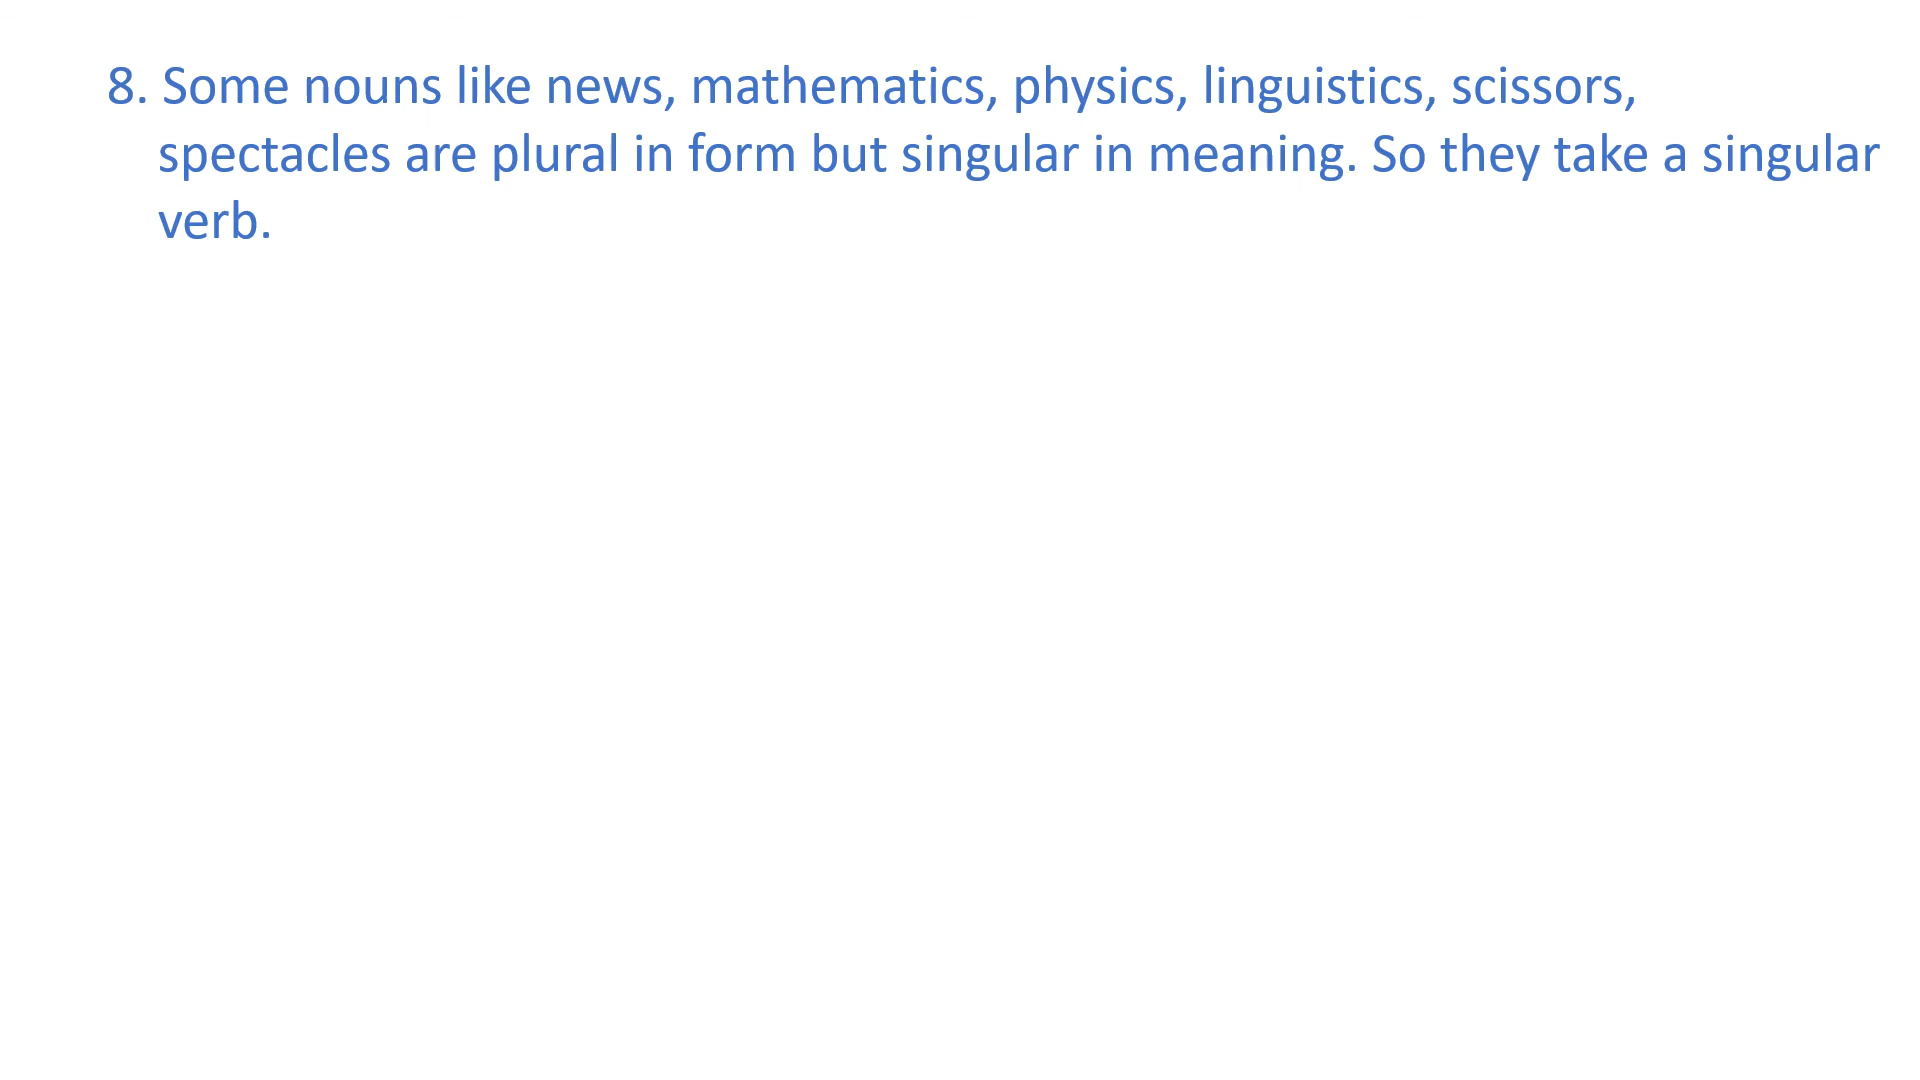 8. Some nouns like news, mathematics, physics, linguistics, scissors,
spectacles are plural in form but singular in meaning. So they take a singular
verb.